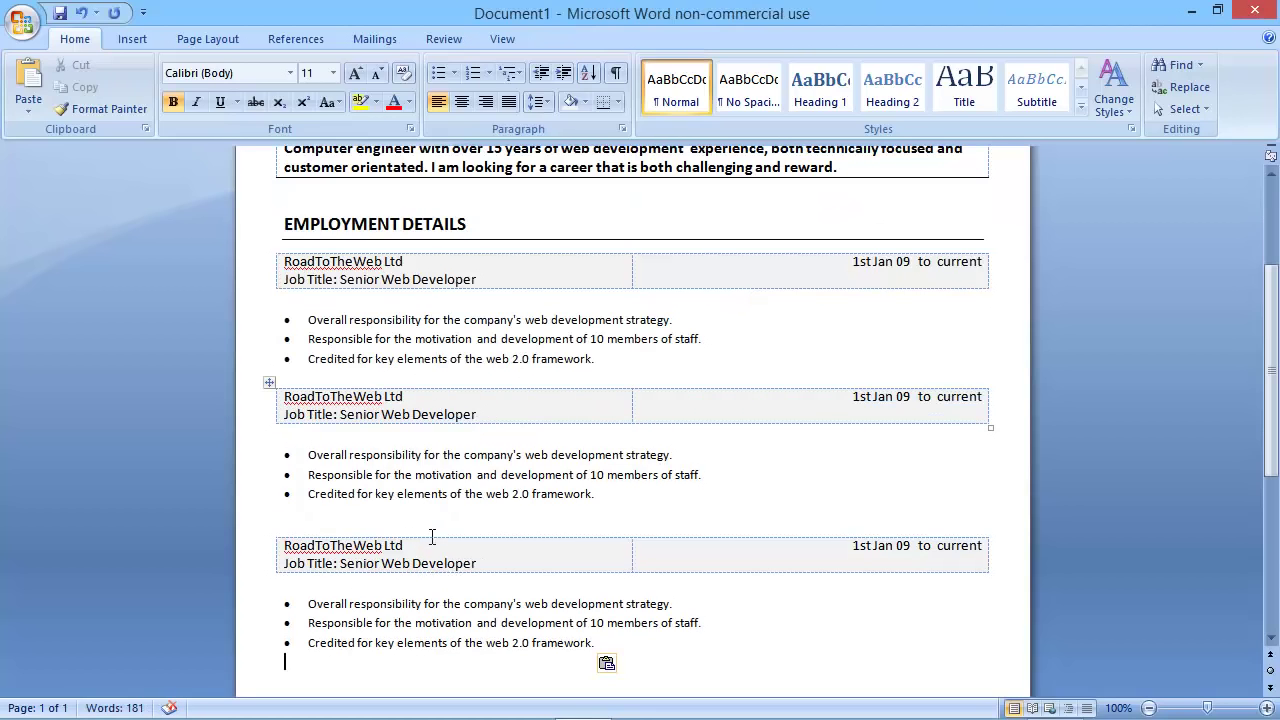 Document1 - Microsoft Word non-commercial use
Home Insert Page Layout References Mailings Review View
Paste
Cut
Copy
Format Painter
Clipboard
Calibri (Body) 11
B I U abc X₂ X² Aa
Font
Paragraph
AaBbCcDc AaBbCcDc AaBbC AaBbCc AaB AaBbCc.
¶ Normal ¶ No Spaci... Heading 1 Heading 2 Title Subtitle
Change Styles
Styles
Find
Replace
Select
Editing
Computer engineer with over 15 years of web development experience, both technically focused and
customer orientated. I am looking for a career that is both challenging and reward.
EMPLOYMENT DETAILS
RoadToTheWeb Ltd 1st Jan 09 to current
Job Title: Senior Web Developer
• Overall responsibility for the company's web development strategy.
• Responsible for the motivation and development of 10 members of staff.
• Credited for key elements of the web 2.0 framework.
RoadToTheWeb Ltd 1st Jan 09 to current
Job Title: Senior Web Developer
• Overall responsibility for the company's web development strategy.
• Responsible for the motivation and development of 10 members of staff.
• Credited for key elements of the web 2.0 framework.
RoadToTheWeb Ltd 1st Jan 09 to current
Job Title: Senior Web Developer
• Overall responsibility for the company's web development strategy.
• Responsible for the motivation and development of 10 members of staff.
• Credited for key elements of the web 2.0 framework.
Page: 1 of 1 Words: 181 100%